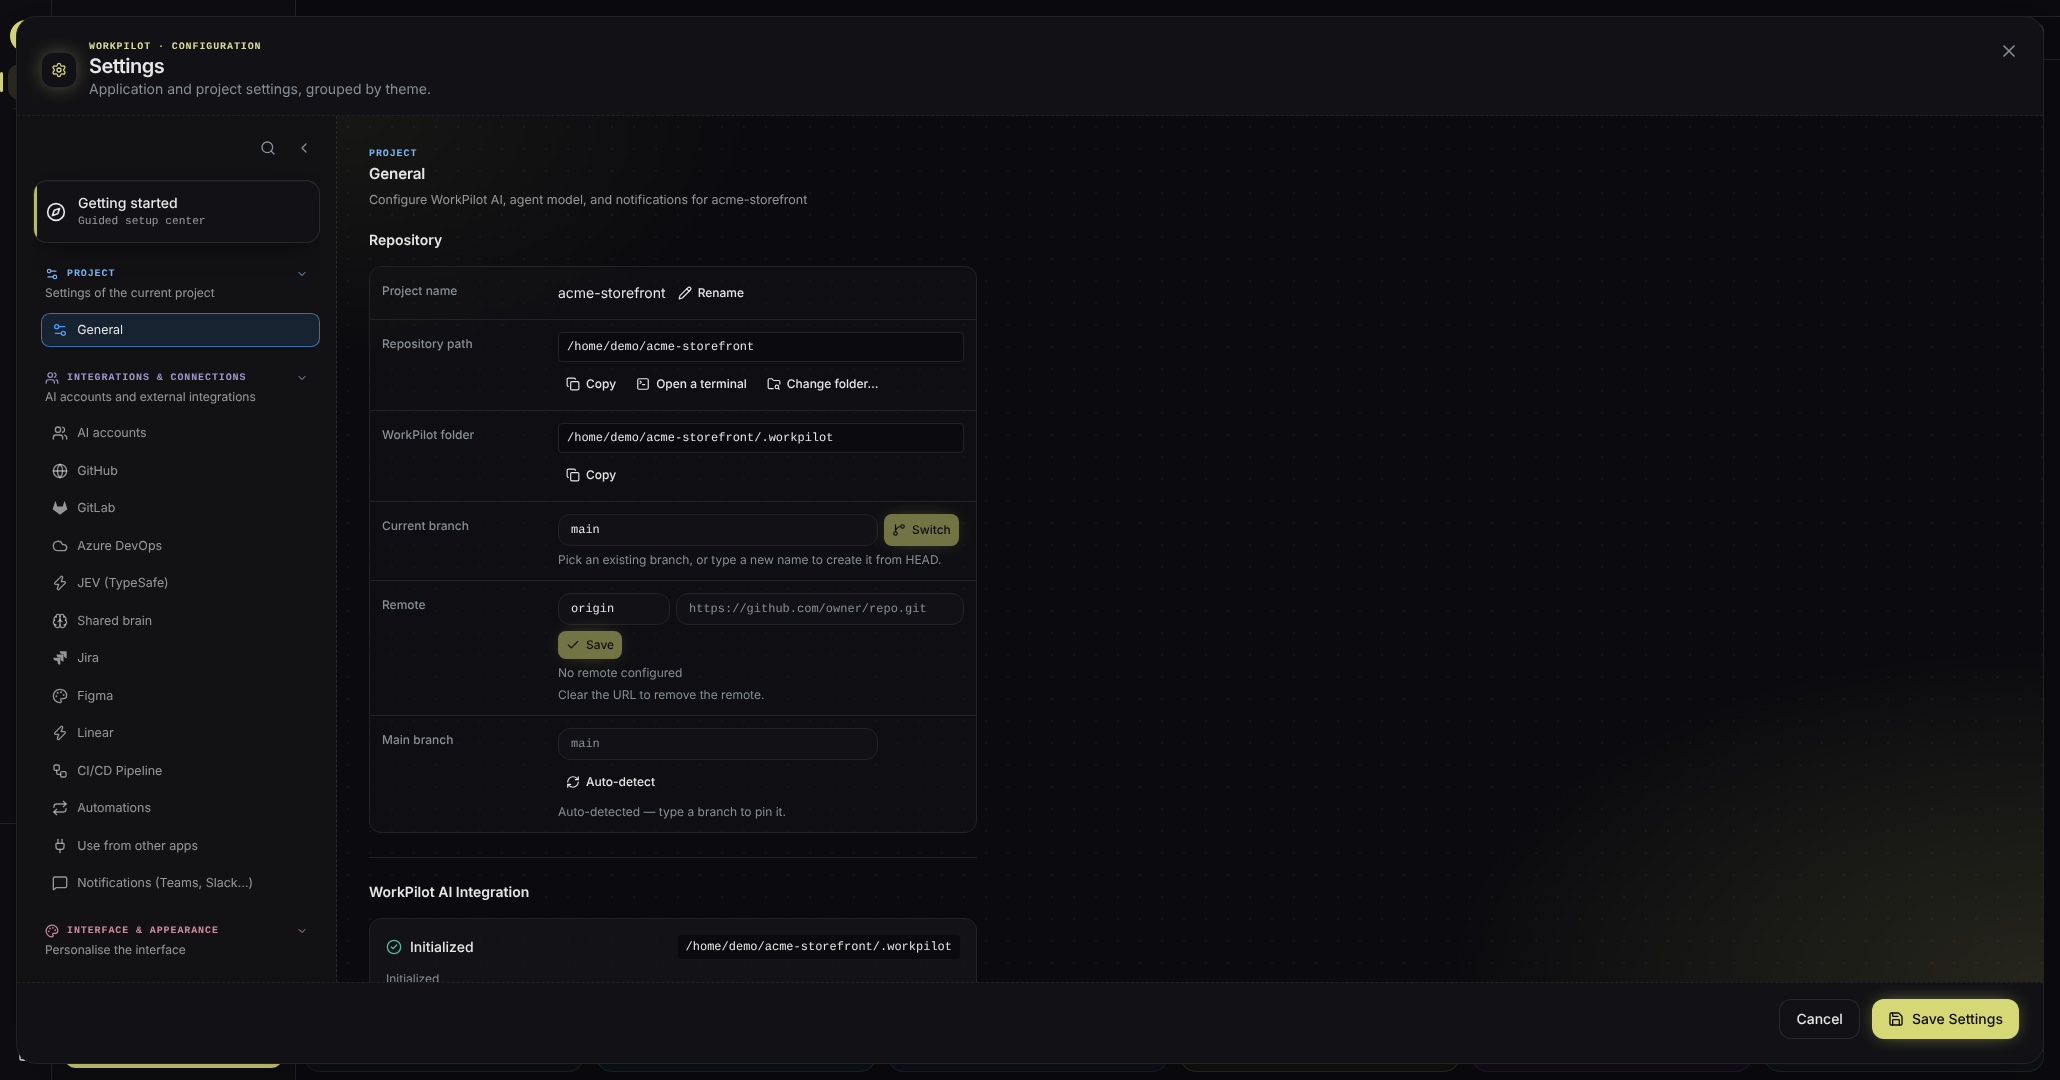 WORKPILOT · CONFIGURATION
Settings
Application and project settings, grouped by theme.
Getting started
Guided setup center
PROJECT
Settings of the current project
General
INTEGRATIONS & CONNECTIONS
AI accounts and external integrations
AI accounts
GitHub
GitLab
Azure DevOps
JEV (TypeSafe)
Shared brain
Jira
Figma
Linear
CI/CD Pipeline
Automations
Use from other apps
Notifications (Teams, Slack...)
INTERFACE & APPEARANCE
Personalise the interface
PROJECT
General
Configure WorkPilot AI, agent model, and notifications for acme-storefront
Repository
Project name
acme-storefront Rename
Repository path
/home/demo/acme-storefront
Copy Open a terminal Change folder...
WorkPilot folder
/home/demo/acme-storefront/.workpilot
Copy
Current branch
main Switch
Pick an existing branch, or type a new name to create it from HEAD.
Remote
origin https://github.com/owner/repo.git
Save
No remote configured
Clear the URL to remove the remote.
Main branch
main
Auto-detect
Auto-detected — type a branch to pin it.
WorkPilot AI Integration
Initialized /home/demo/acme-storefront/.workpilot
Initialized
Cancel Save Settings